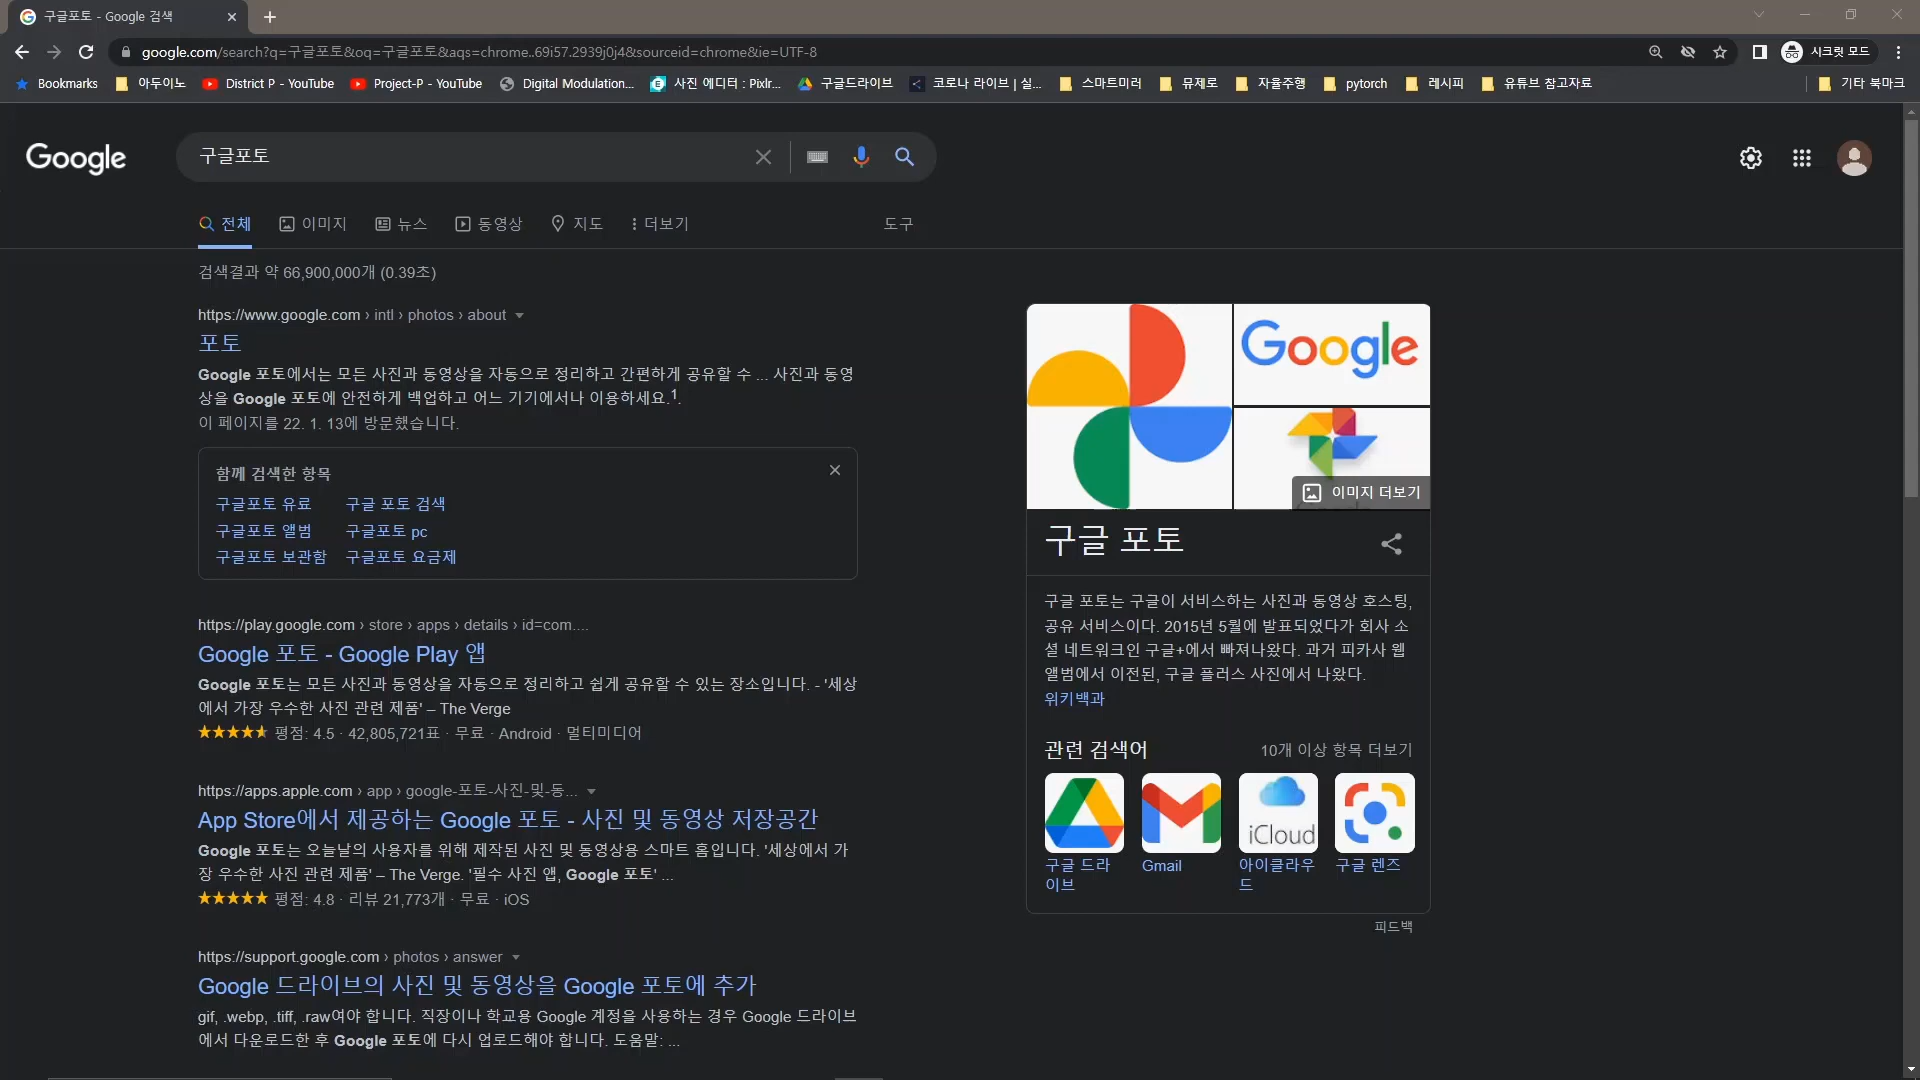 구글포토 - Google 검색
google.com/search?q=구글포토&oq=구글포토&aqs=chrome..69i57.2939j0j4&sourceid=chrome&ie=UTF-8
시크릿 모드
Bookmarks 아두이노 District P - YouTube Project-P - YouTube Digital Modulation... 사진 에디터 : Pixlr... 구글드라이브 코로나 라이브 | 실... 스마트미러 뮤제로 자율주행 pytorch 레시피 유튜브 참고자료 기타 북마크
Google
구글포토
전체 이미지 뉴스 동영상 지도 더보기 도구
검색결과 약 66,900,000개 (0.39초)
https://www.google.com › intl › photos › about
포토
Google 포토에서는 모든 사진과 동영상을 자동으로 정리하고 간편하게 공유할 수 ... 사진과 동영
상을 Google 포토에 안전하게 백업하고 어느 기기에서나 이용하세요.1.
이 페이지를 22. 1. 13에 방문했습니다.
함께 검색한 항목
구글포토 유료 구글 포토 검색
구글포토 앨범 구글포토 pc
구글포토 보관함 구글포토 요금제
https://play.google.com › store › apps › details › id=com....
Google 포토 - Google Play 앱
Google 포토는 모든 사진과 동영상을 자동으로 정리하고 쉽게 공유할 수 있는 장소입니다. - '세상
에서 가장 우수한 사진 관련 제품' – The Verge
평점: 4.5 · 42,805,721표 · 무료 · Android · 멀티미디어
https://apps.apple.com › app › google-포토-사진-및-동...
App Store에서 제공하는 Google 포토 - 사진 및 동영상 저장공간
Google 포토는 오늘날의 사용자를 위해 제작된 사진 및 동영상용 스마트 홈입니다. '세상에서 가
장 우수한 사진 관련 제품' – The Verge. '필수 사진 앱, Google 포토' ...
평점: 4.8 · 리뷰 21,773개 · 무료 · iOS
https://support.google.com › photos › answer
Google 드라이브의 사진 및 동영상을 Google 포토에 추가
gif, .webp, .tiff, .raw여야 합니다. 직장이나 학교용 Google 계정을 사용하는 경우 Google 드라이브
에서 다운로드한 후 Google 포토에 다시 업로드해야 합니다. 도움말: ...
Google
이미지 더보기
구글 포토
구글 포토는 구글이 서비스하는 사진과 동영상 호스팅,
공유 서비스이다. 2015년 5월에 발표되었다가 회사 소
셜 네트워크인 구글+에서 빠져나왔다. 과거 피카사 웹
앨범에서 이전된, 구글 플러스 사진에서 나왔다.
위키백과
관련 검색어 10개 이상 항목 더보기
iCloud
구글 드라 Gmail 아이클라우 구글 렌즈
이브 드
피드백